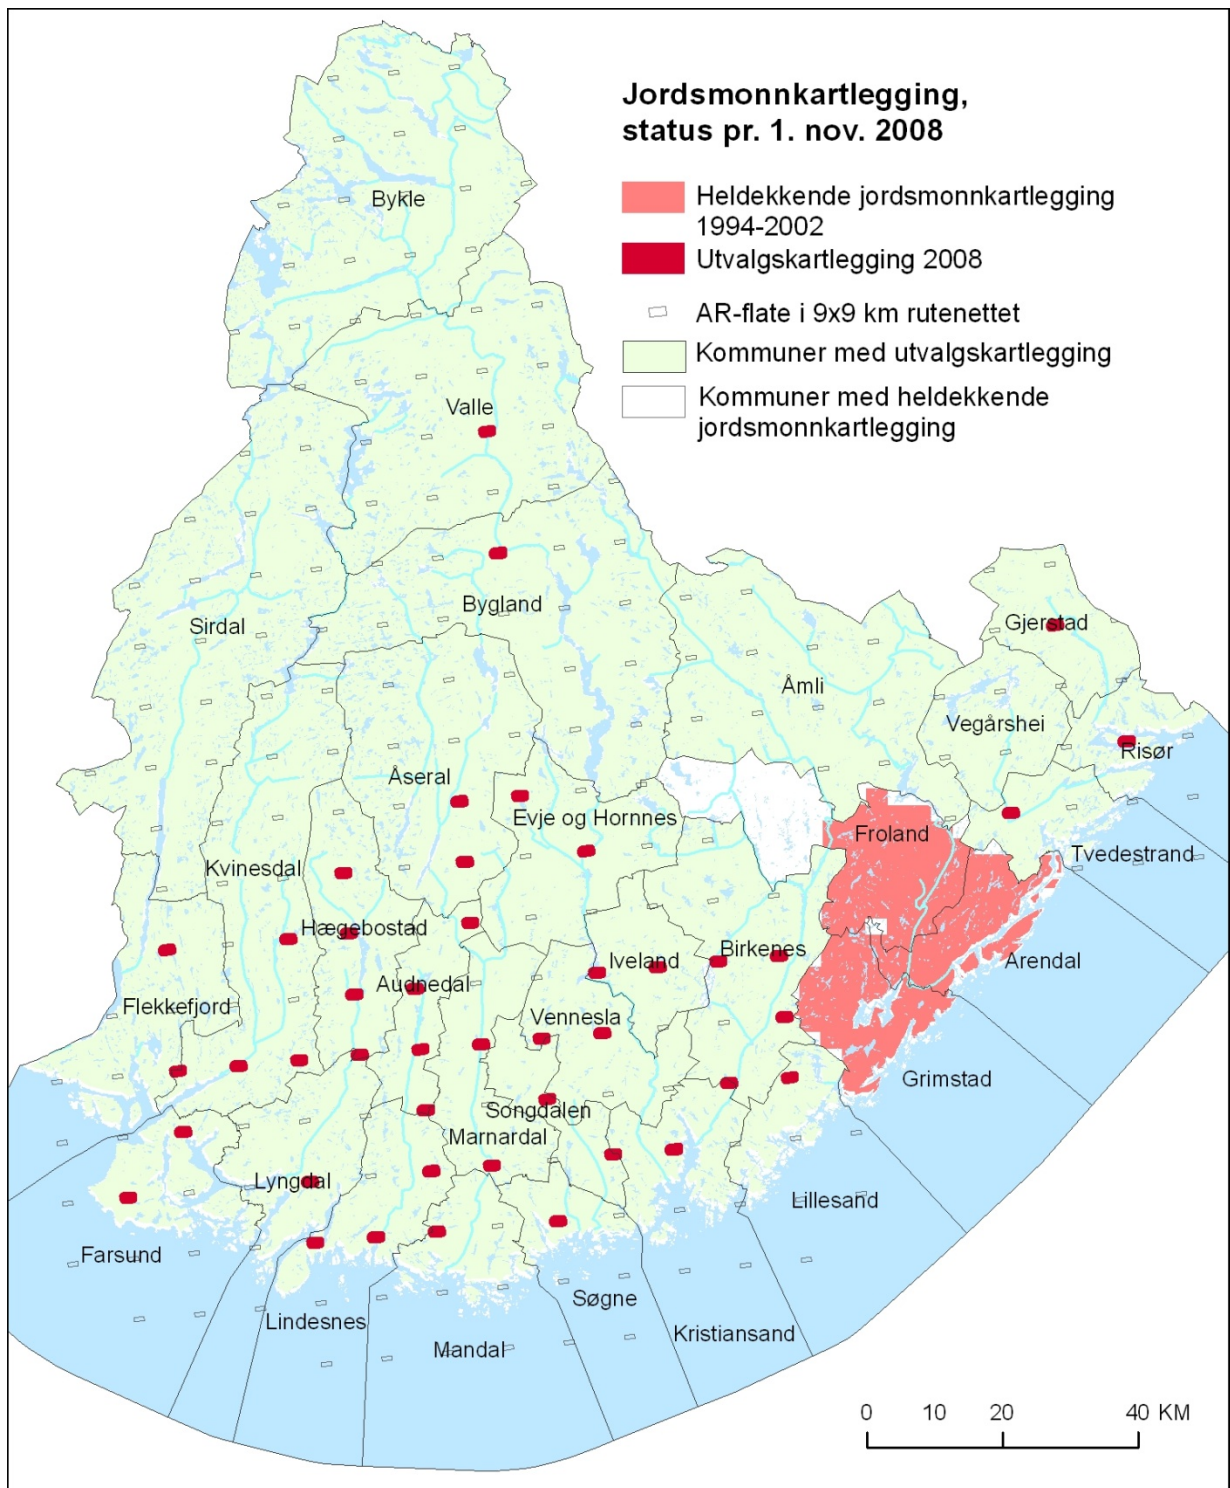 Jordsmonnkartlegging,
status pr. 1. nov. 2008
Heldekkende jordsmonnkartlegging
1994-2002
Utvalgskartlegging 2008
AR-flate i 9x9 km rutenettet
Kommuner med utvalgskartlegging
Kommuner med heldekkende
jordsmonnkartlegging
Bykle
Valle
Bygland
Sirdal
Gjerstad
Åmli
Vegårshei
Risør
Åseral
Evje og Hornnes
Froland
Tvedestrand
Kvinesdal
Hægebostad
Iveland
Birkenes
Arendal
Audnedal
Flekkefjord
Vennesla
Grimstad
Songdalen
Marnardal
Lyngdal
Lillesand
Farsund
Søgne
Lindesnes
Kristiansand
Mandal
0 10 20 40 KM